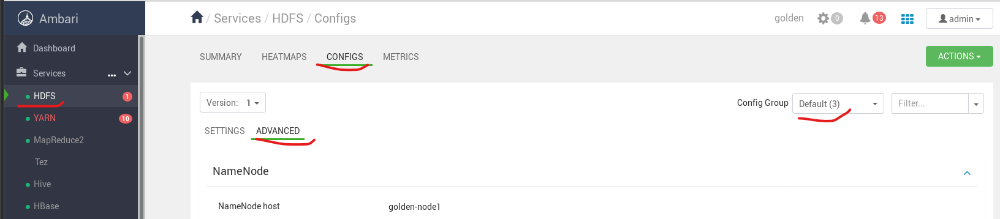 Ambari
/ Services / HDFS / Configs
golden
0
13
admin
Dashboard
Services
...
HDFS
1
YARN
10
MapReduce2
Tez
Hive
HBase
SUMMARY
HEATMAPS
CONFIGS
METRICS
ACTIONS
Version: 1
Config Group
Default (3)
Filter...
SETTINGS
ADVANCED
NameNode
NameNode host
golden-node1